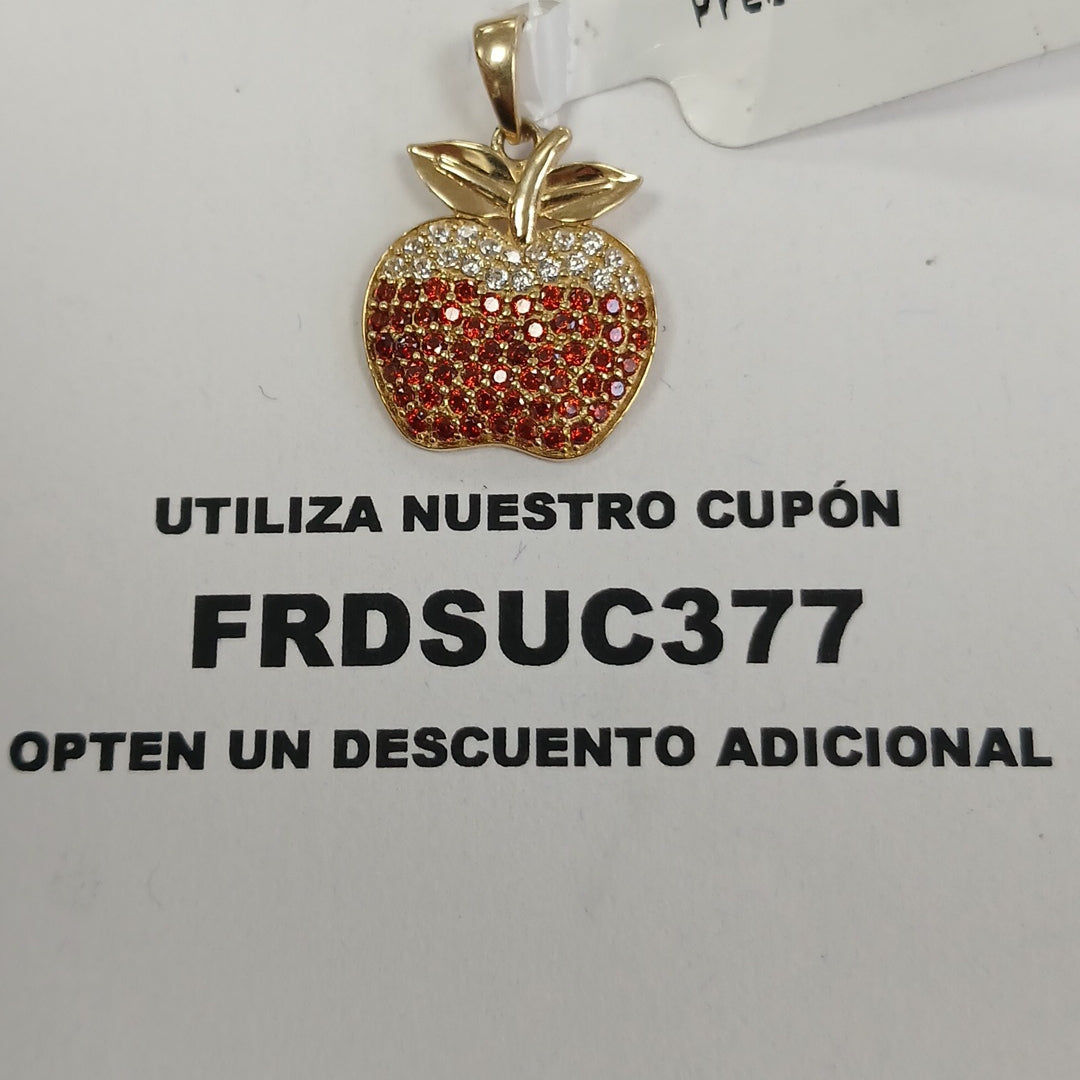 UTILIZA NUESTRO CUPÓN
FRDSUC377
OPTEN UN DESCUENTO ADICIONAL